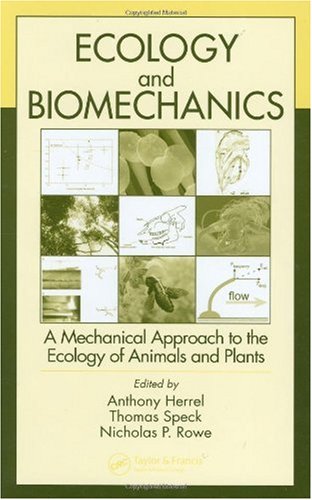 ECOLOGY
and
BIOMECHANICS
flow
A Mechanical Approach to the
Ecology of Animals and Plants
Edited by
Anthony Herrel
Thomas Speck
Nicholas P. Rowe
CRC
Taylor & Francis